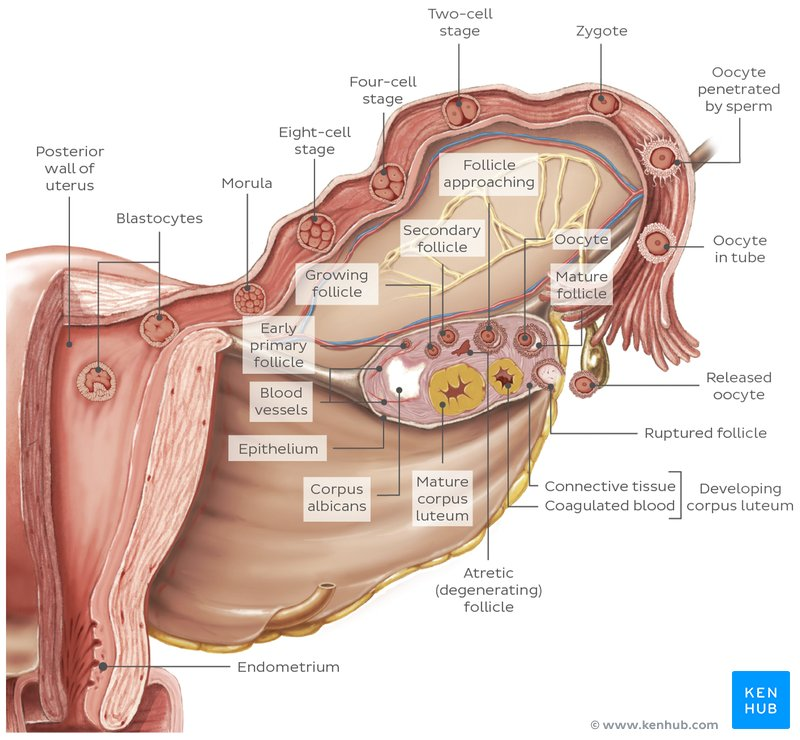 Two-cell
stage
Zygote
Oocyte
penetrated
by sperm
Four-cell
stage
Eight-cell
stage
Posterior
wall of
uterus
Morula
Blastocytes
Follicle
approaching
Secondary
follicle
Oocyte
Oocyte
in tube
Growing
follicle
Mature
follicle
Early
primary
follicle
Released
oocyte
Blood
vessels
Ruptured follicle
Epithelium
Corpus
albicans
Mature
corpus
luteum
Connective tissue
Coagulated blood
Developing
corpus luteum
Atretic
(degenerating)
follicle
Endometrium
KEN
HUB
© www.kenhub.com